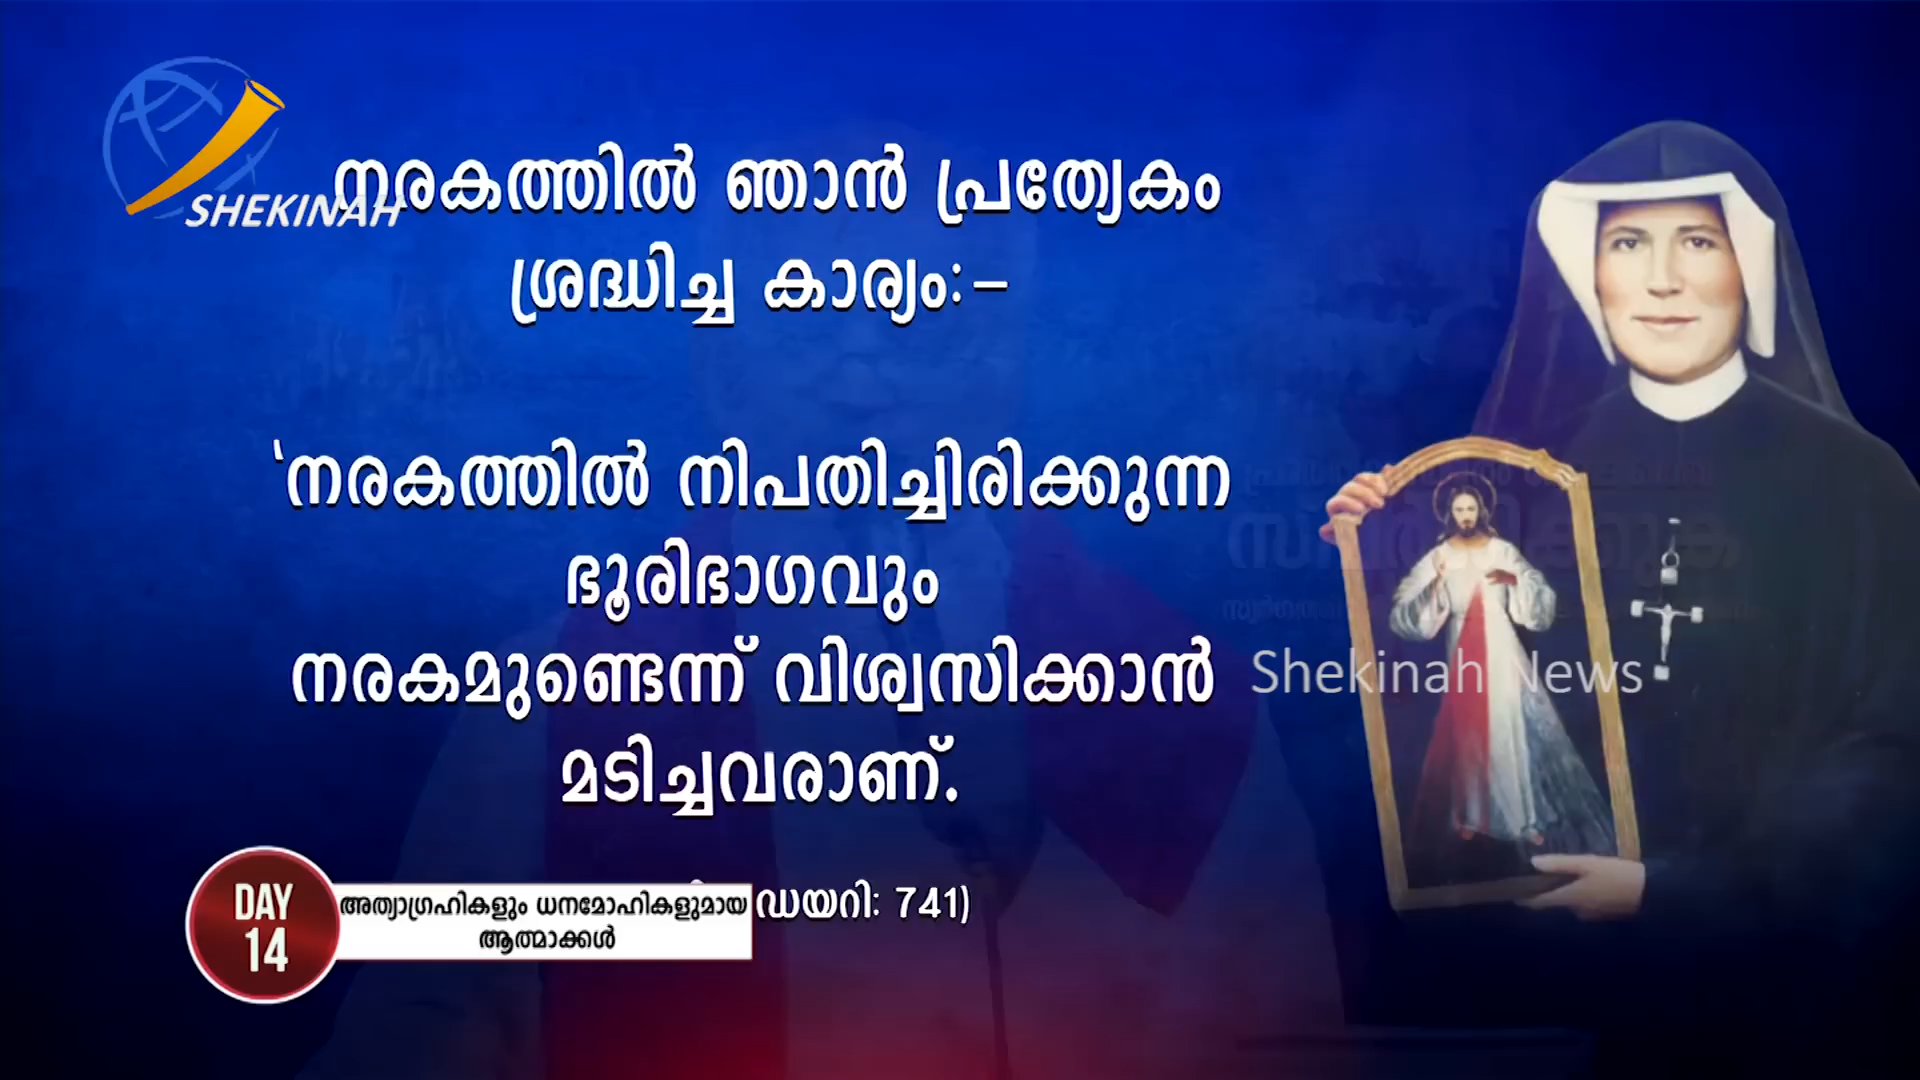 SHEKINAH
നരകത്തിൽ ഞാൻ പ്രത്യേകം
ശ്രദ്ധിച്ച കാര്യം:-
'നരകത്തിൽ നിപതിച്ചിരിക്കുന്ന
ഭൂരിഭാഗവും
നരകമുണ്ടെന്ന് വിശ്വസിക്കാൻ
മടിച്ചവരാണ്.
ഡയറി: 741)
Shekinah News
DAY
14
അത്യാഗ്രഹികളും ധനമോഹികളുമായ
ആത്മാക്കൾ